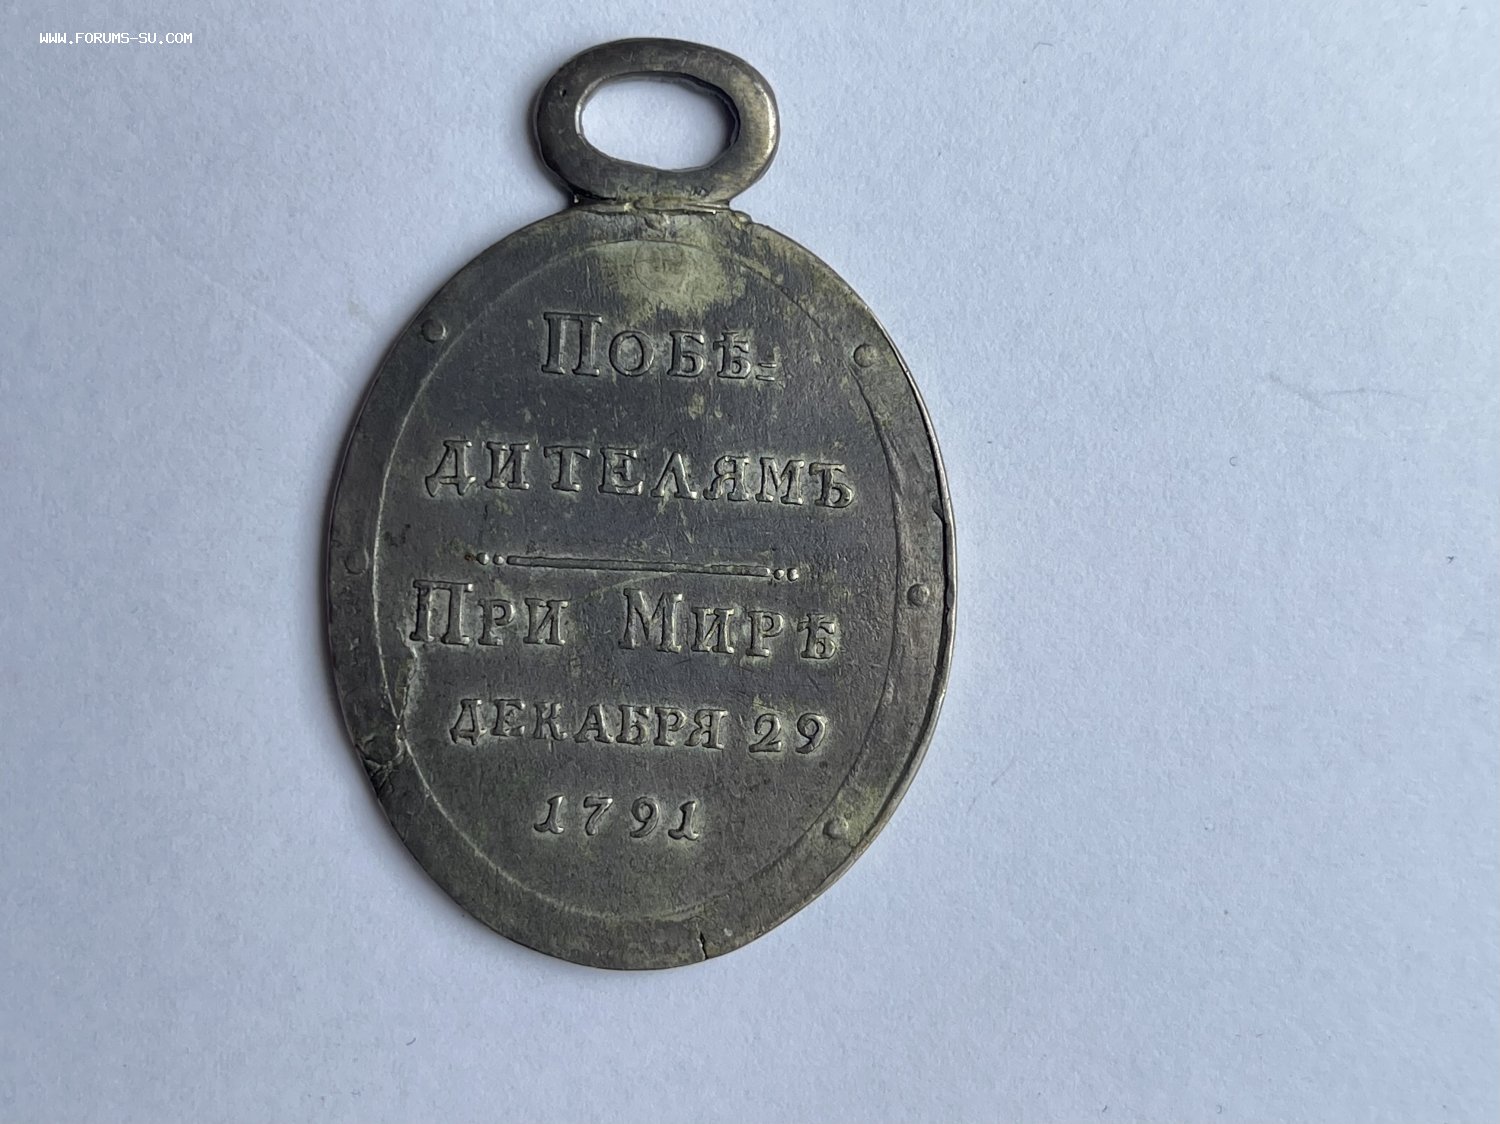 WWW.FORUMS-SU.COM
Побѣ=
дителямъ
При Мирѣ
декабря 29
1791